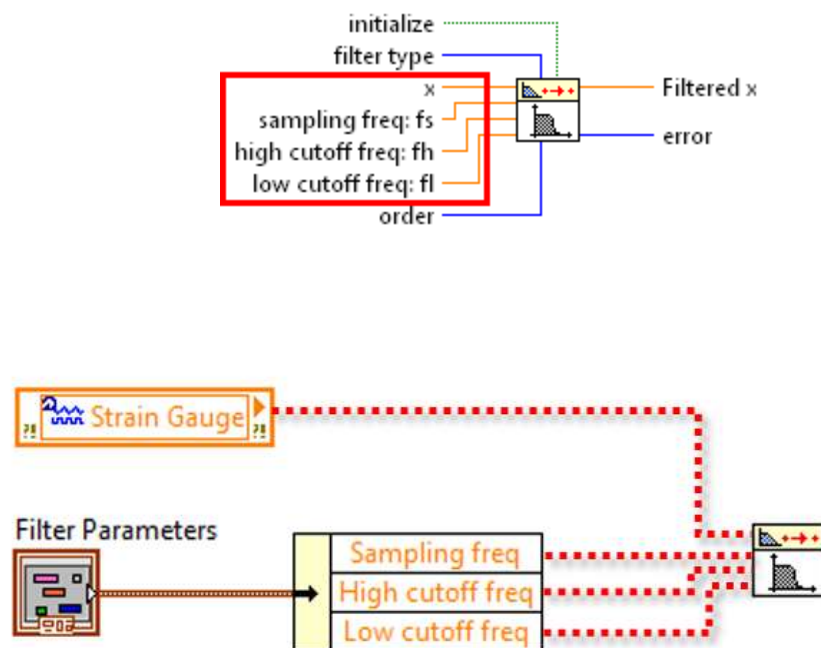 initialize
filter type
x
Filtered x
sampling freq: fs
high cutoff freq: fh
error
low cutoff freq: fl
order
Strain Gauge
Filter Parameters
Sampling freq
High cutoff freq
Low cutoff freq